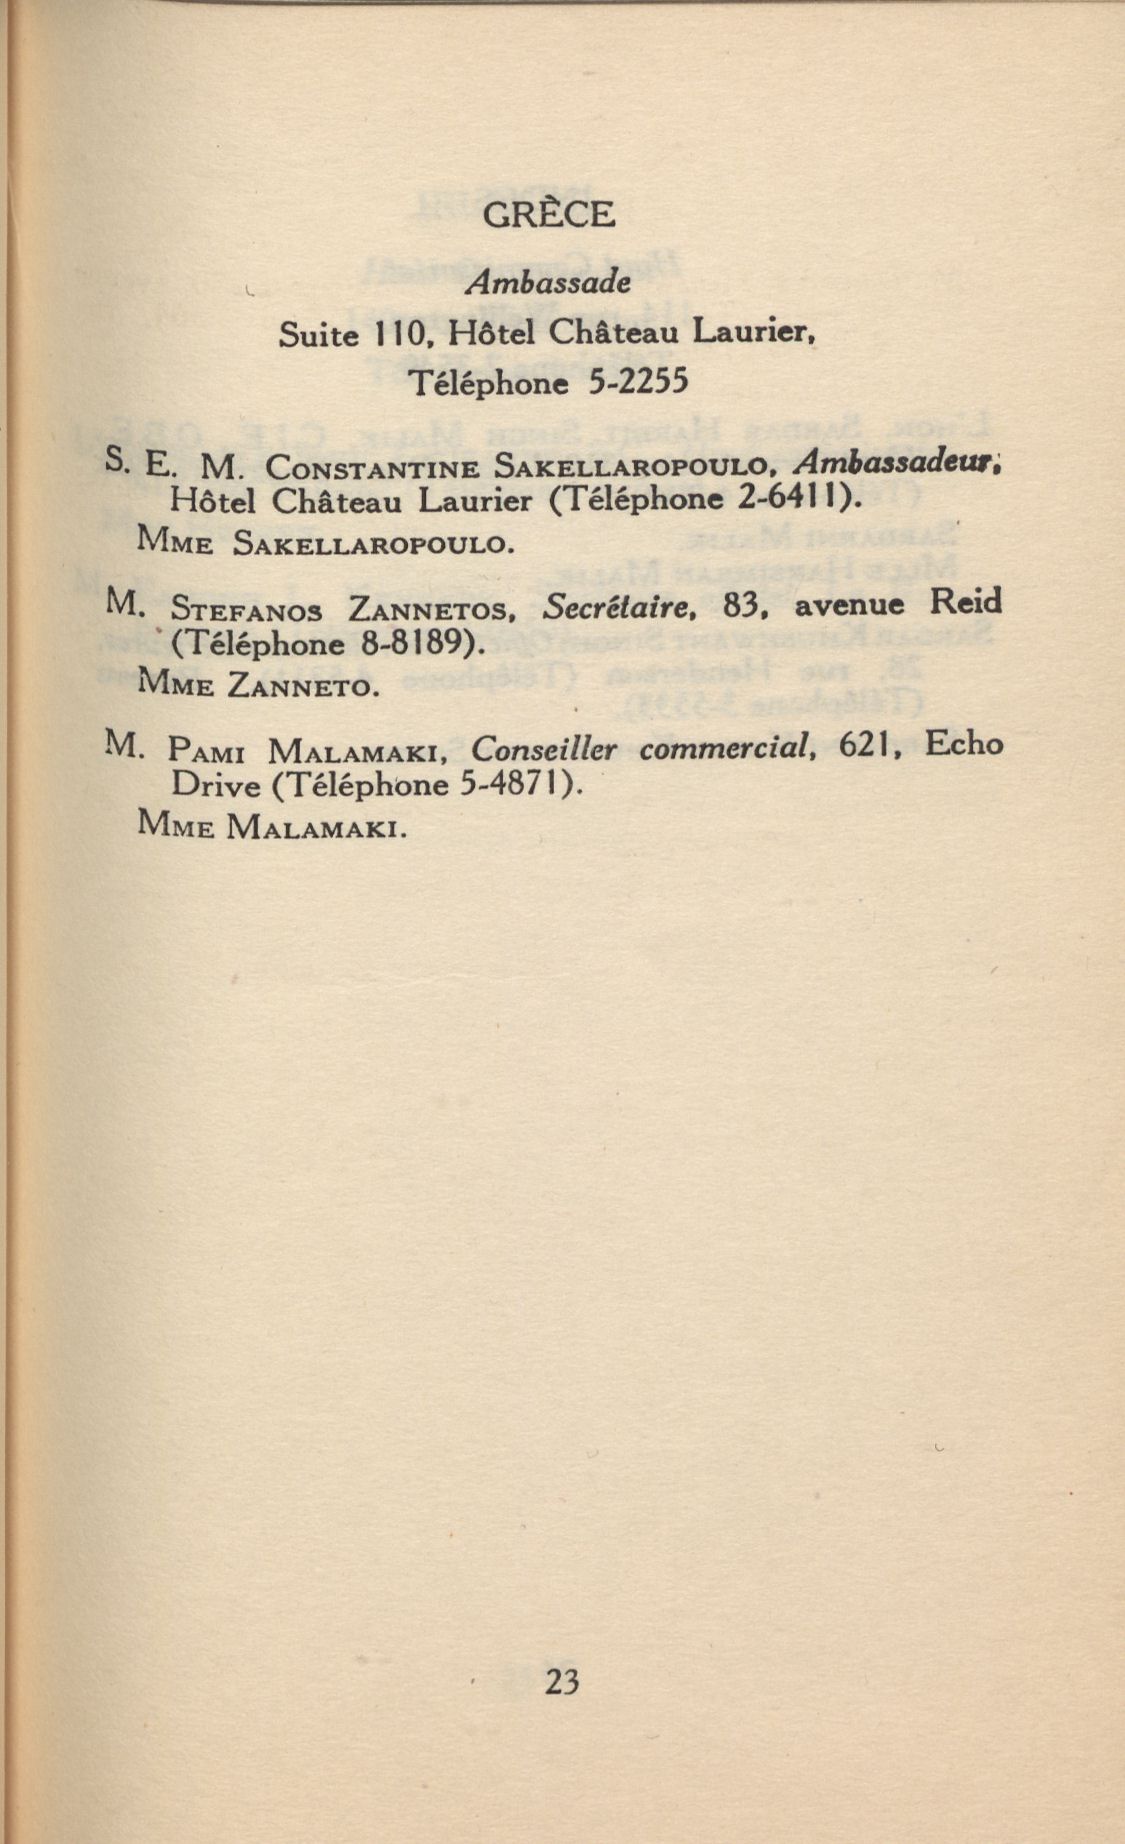 GRÈCE
Ambassade
Suite 110, Hôtel Château Laurier,
Téléphone 5-2255
S. E. M. Constantine Sakellaropoulo, Ambassadeur,
Hôtel Château Laurier (Téléphone 2-6411).
Mme Sakellaropoulo.
M. Stefanos Zannetos, Secrétaire, 83, avenue Reid
(Téléphone 8-8189).
Mme Zanneto.
M. Pami Malamaki, Conseiller commercial, 621, Echo
Drive (Téléphone 5-4871).
Mme Malamaki.
23